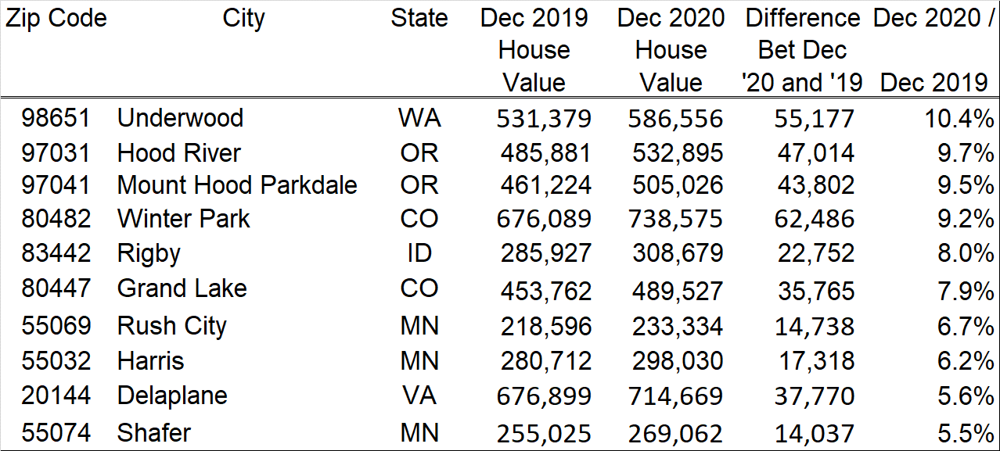 Zip Code City State Dec 2019 Dec 2020 Difference Dec 2020 /
House House Bet Dec
Value Value '20 and '19 Dec 2019
98651 Underwood WA 531,379 586,556 55,177 10.4%
97031 Hood River OR 485,881 532,895 47,014 9.7%
97041 Mount Hood Parkdale OR 461,224 505,026 43,802 9.5%
80482 Winter Park CO 676,089 738,575 62,486 9.2%
83442 Rigby ID 285,927 308,679 22,752 8.0%
80447 Grand Lake CO 453,762 489,527 35,765 7.9%
55069 Rush City MN 218,596 233,334 14,738 6.7%
55032 Harris MN 280,712 298,030 17,318 6.2%
20144 Delaplane VA 676,899 714,669 37,770 5.6%
55074 Shafer MN 255,025 269,062 14,037 5.5%